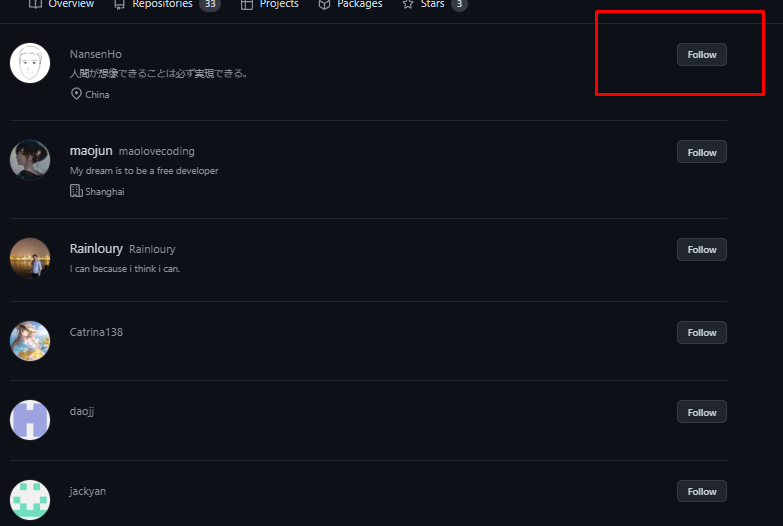 Overview Repositories 33 Projects Packages Stars 3
NansenHo Follow
人間が想像できることは必ず実現できる。
China
maojun maolovecoding Follow
My dream is to be a free developer
Shanghai
Rainloury Rainloury Follow
I can because i think i can.
Catrina138 Follow
daojj Follow
jackyan Follow